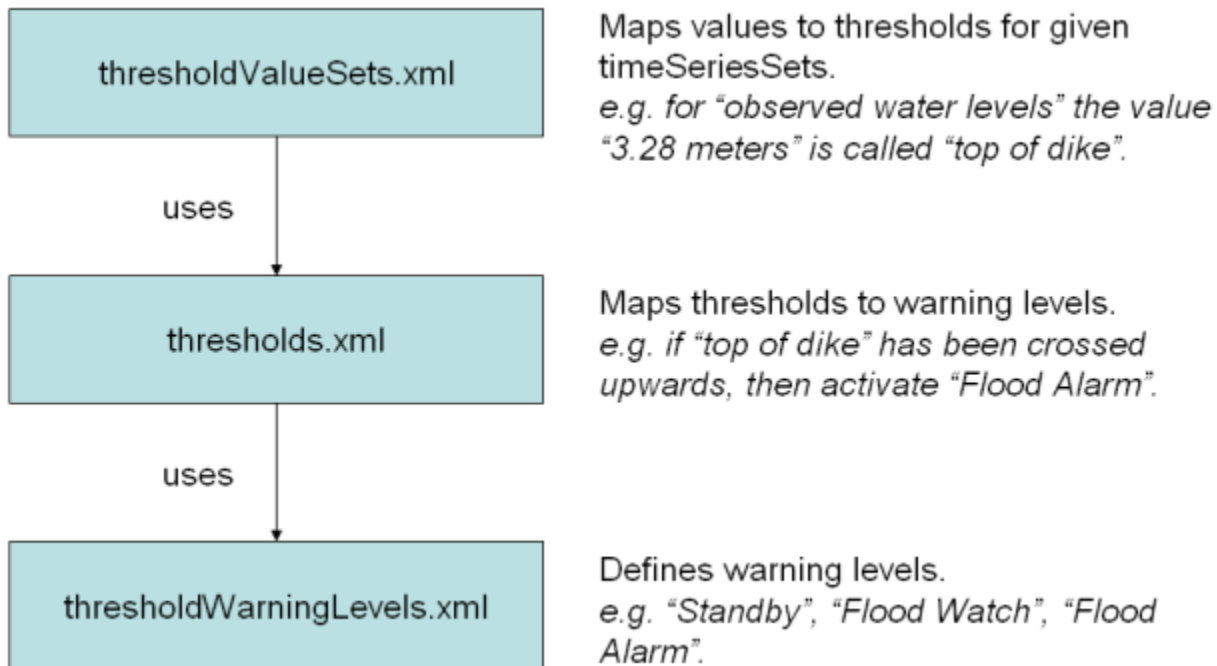 thresholdValueSets.xml
Maps values to thresholds for given
timeSeriesSets.
e.g. for “observed water levels” the value
“3.28 meters” is called “top of dike”.
uses
thresholds.xml
Maps thresholds to warning levels.
e.g. if “top of dike” has been crossed
upwards, then activate “Flood Alarm”.
uses
thresholdWarningLevels.xml
Defines warning levels.
e.g. “Standby”, “Flood Watch”, “Flood
Alarm”.